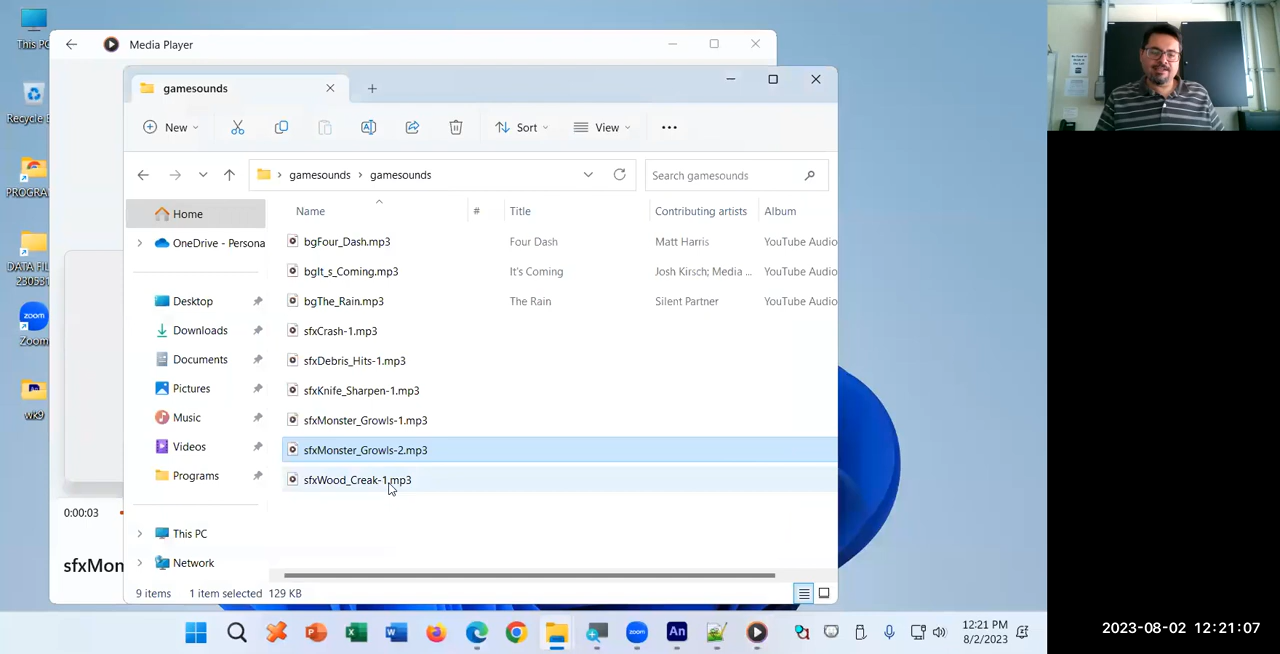 This PC
Media Player
gamesounds
New
Sort
View
gamesounds
gamesounds
Search gamesounds
Recycle
PROGRA
DATA FIL
230531
Zoom
zoom
wk9
Home
OneDrive - Persona
Desktop
Downloads
Documents
Pictures
Music
Videos
Programs
This PC
Network
Name # Title Contributing artists Album
bgFour_Dash.mp3 Four Dash Matt Harris YouTube Audio
bgIt_s_Coming.mp3 It's Coming Josh Kirsch; Media ... YouTube Audio
bgThe_Rain.mp3 The Rain Silent Partner YouTube Audio
sfxCrash-1.mp3
sfxDebris_Hits-1.mp3
sfxKnife_Sharpen-1.mp3
sfxMonster_Growls-1.mp3
sfxMonster_Growls-2.mp3
sfxWood_Creak-1.mp3
0:00:03
sfxMon
9 items 1 item selected 129 KB
zoom
An
12:21 PM
8/2/2023
2023-08-02 12:21:07